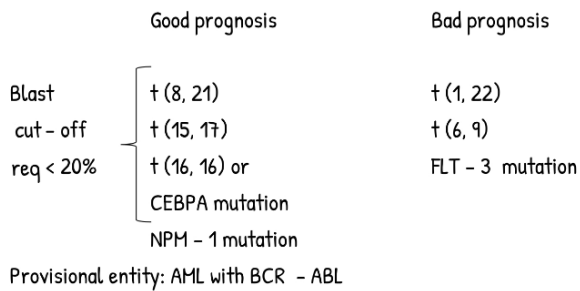 Good prognosis Bad prognosis
Blast t (8, 21) t (1, 22)
cut - off t (15, 17) t (6, 9)
req < 20% t (16, 16) or FLT - 3 mutation
CEBPA mutation
NPM - 1 mutation
Provisional entity: AML with BCR - ABL